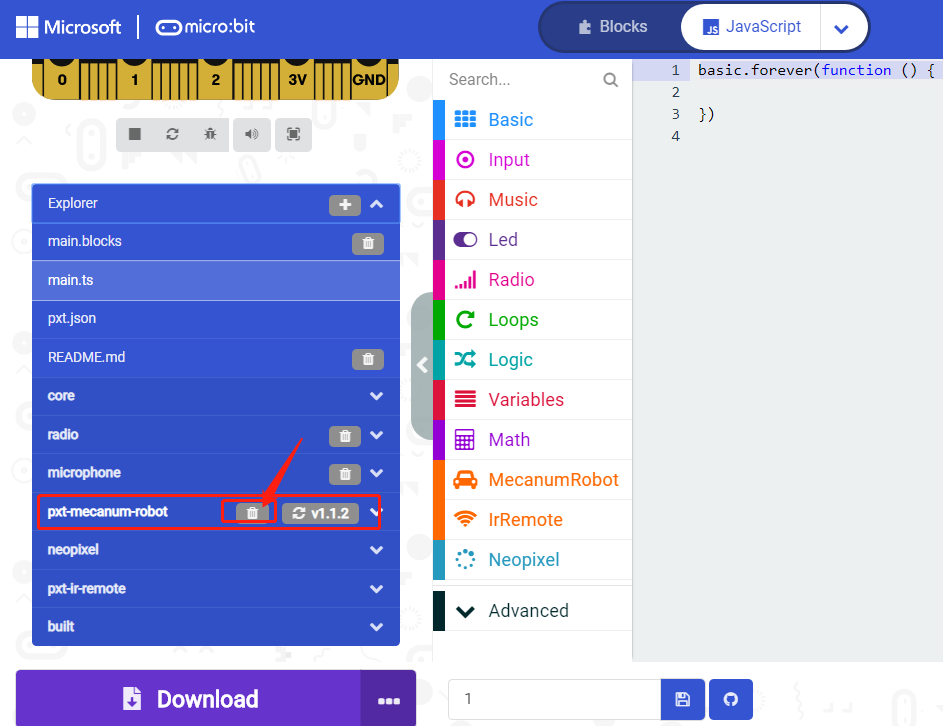 Microsoft
micro:bit
Blocks
JS
JavaScript
0
1
2
3V
GND
Explorer
main.blocks
main.ts
pxt.json
README.md
core
radio
microphone
pxt-mecanum-robot
v1.1.2
neopixel
pxt-ir-remote
built
Download
Search...
Basic
Input
Music
Led
Radio
Loops
Logic
Variables
Math
MecanumRobot
IrRemote
Neopixel
Advanced
1
1 basic.forever(function () {
2
3 })
4